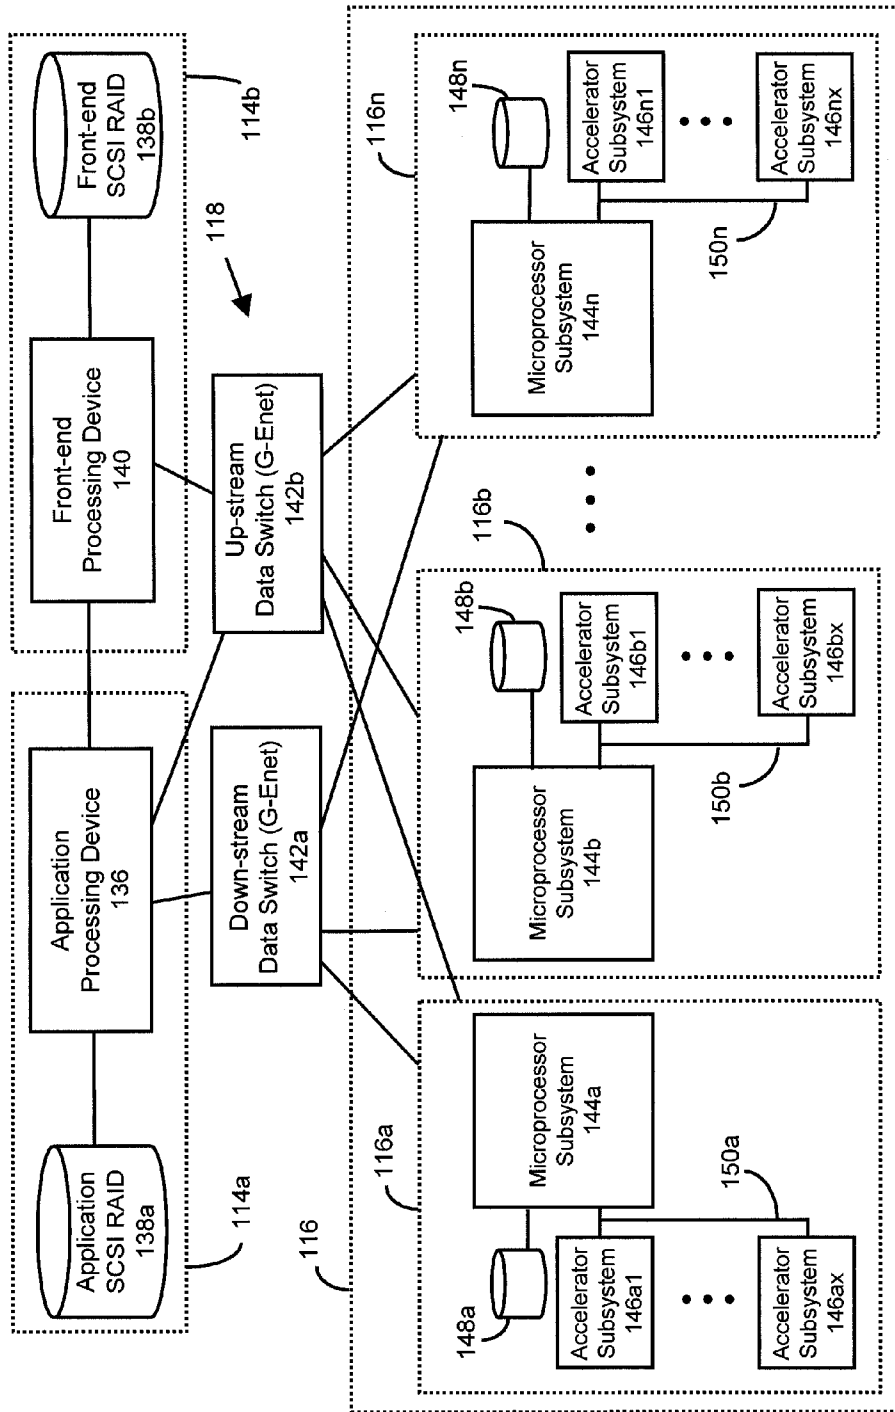 Application
SCSI RAID
138a
Application
Processing Device
136
Front-end
Processing Device
140
Front-end
SCSI RAID
138b
114a
114b
118
Down-stream
Data Switch (G-Enet)
142a
Up-stream
Data Switch (G-Enet)
142b
116
116a
116b
116n
148a
Accelerator
Subsystem
146a1
Accelerator
Subsystem
146ax
Microprocessor
Subsystem
144a
150a
Microprocessor
Subsystem
144b
148b
Accelerator
Subsystem
146b1
Accelerator
Subsystem
146bx
150b
Microprocessor
Subsystem
144n
148n
Accelerator
Subsystem
146n1
Accelerator
Subsystem
146nx
150n